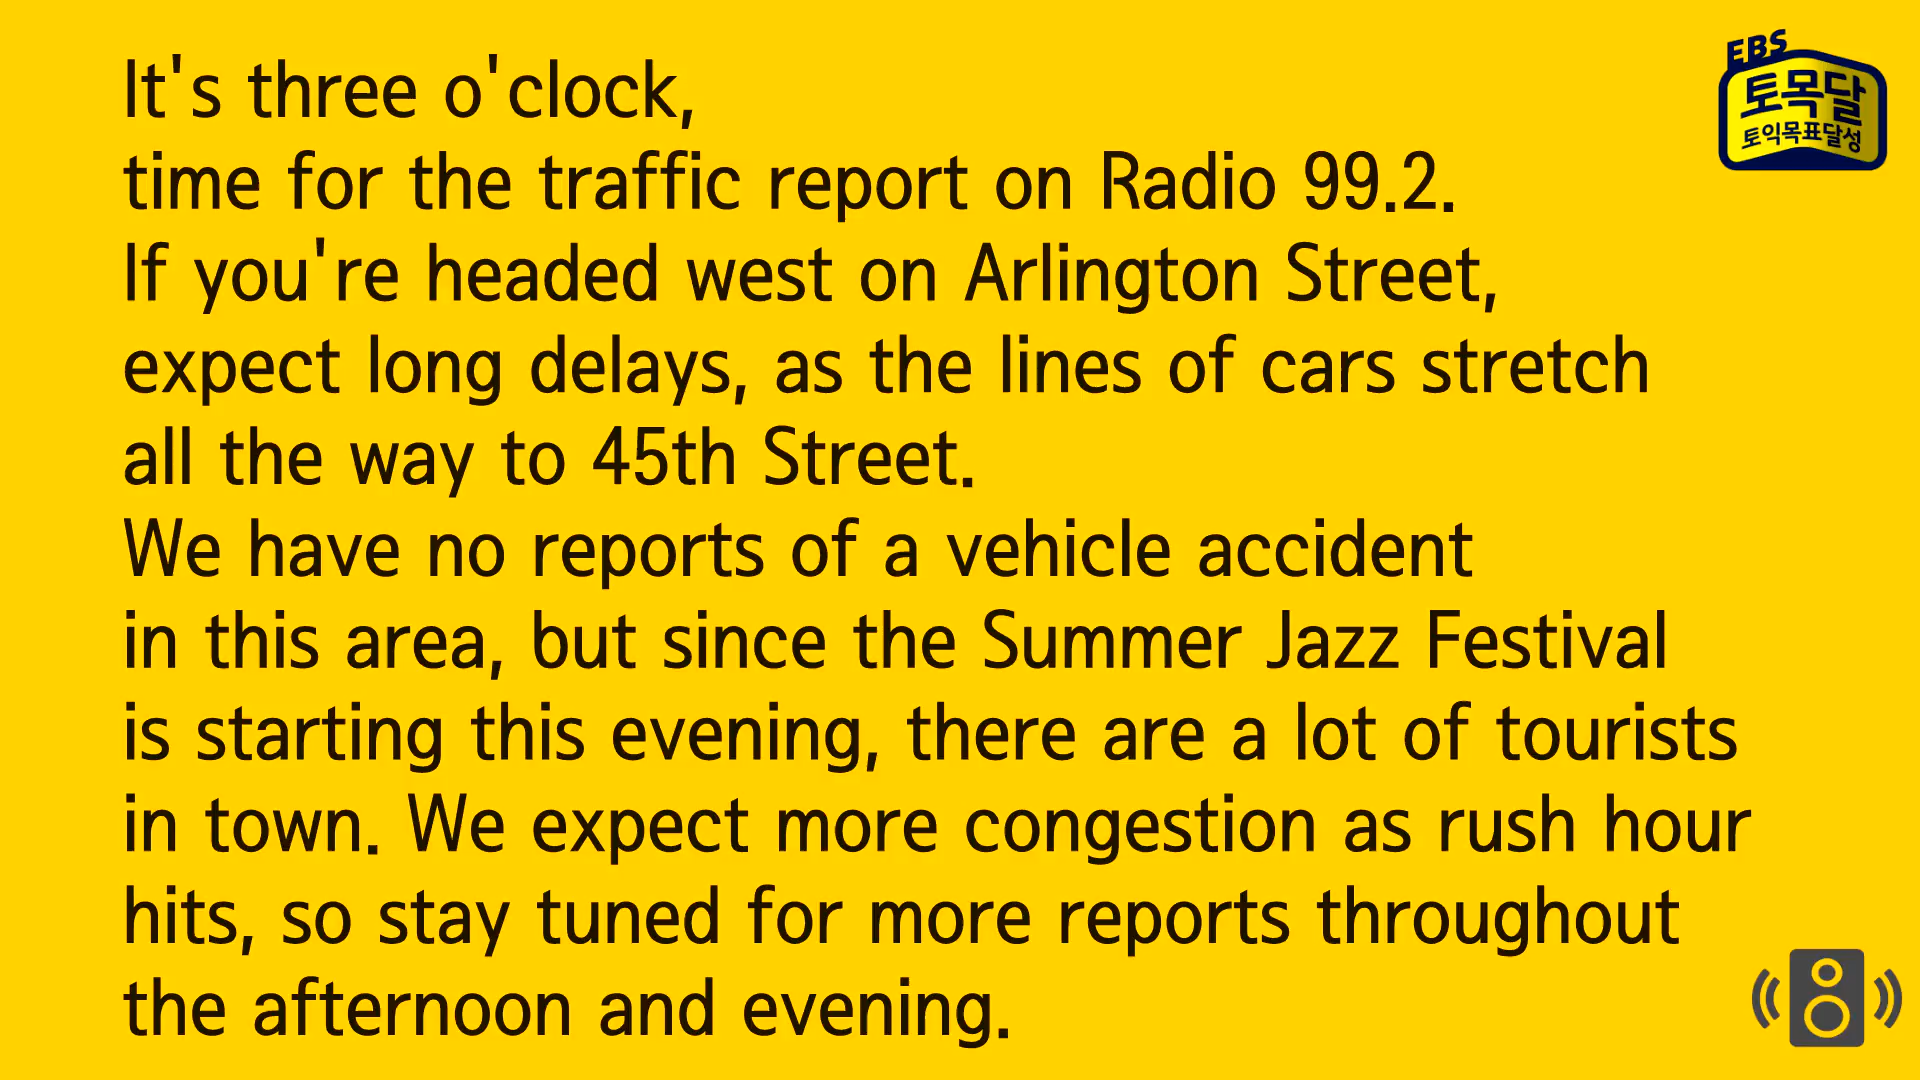 It's three o'clock,
time for the traffic report on Radio 99.2.
If you're headed west on Arlington Street,
expect long delays, as the lines of cars stretch
all the way to 45th Street.
We have no reports of a vehicle accident
in this area, but since the Summer Jazz Festival
is starting this evening, there are a lot of tourists
in town. We expect more congestion as rush hour
hits, so stay tuned for more reports throughout
the afternoon and evening.
EBS
토목달
토익목표달성